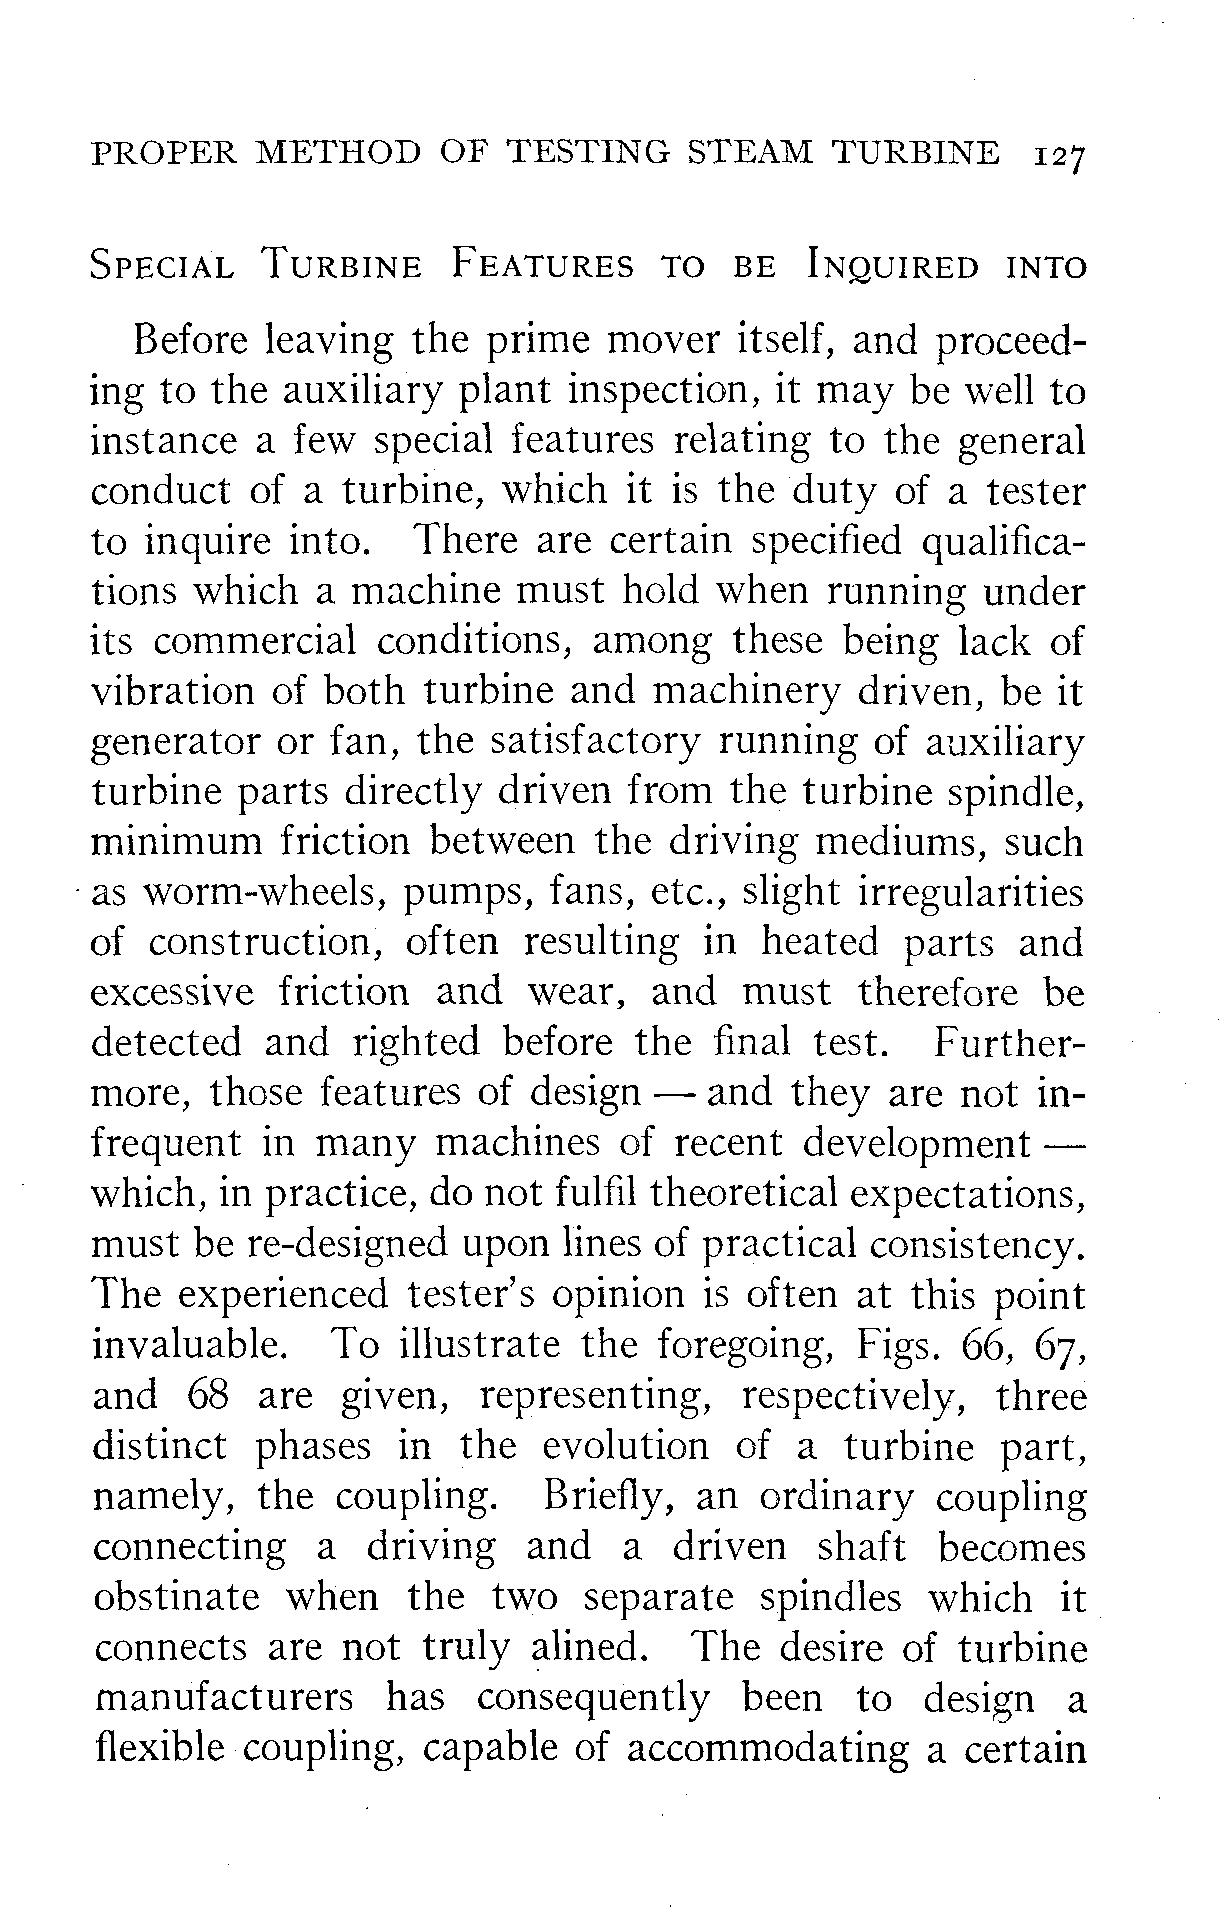 PROPER METHOD OF TESTING STEAM TURBINE 127
Special Turbine Features to be Inquired into
Before leaving the prime mover itself, and proceed-
ing to the auxiliary plant inspection, it may be well to
instance a few special features relating to the general
conduct of a turbine, which it is the duty of a tester
to inquire into. There are certain specified qualifica-
tions which a machine must hold when running under
its commercial conditions, among these being lack of
vibration of both turbine and machinery driven, be it
generator or fan, the satisfactory running of auxiliary
turbine parts directly driven from the turbine spindle,
minimum friction between the driving mediums, such
as worm-wheels, pumps, fans, etc., slight irregularities
of construction, often resulting in heated parts and
excessive friction and wear, and must therefore be
detected and righted before the final test. Further-
more, those features of design — and they are not in-
frequent in many machines of recent development —
which, in practice, do not fulfil theoretical expectations,
must be re-designed upon lines of practical consistency.
The experienced tester's opinion is often at this point
invaluable. To illustrate the foregoing, Figs. 66, 67,
and 68 are given, representing, respectively, three
distinct phases in the evolution of a turbine part,
namely, the coupling. Briefly, an ordinary coupling
connecting a driving and a driven shaft becomes
obstinate when the two separate spindles which it
connects are not truly alined. The desire of turbine
manufacturers has consequently been to design a
flexible coupling, capable of accommodating a certain